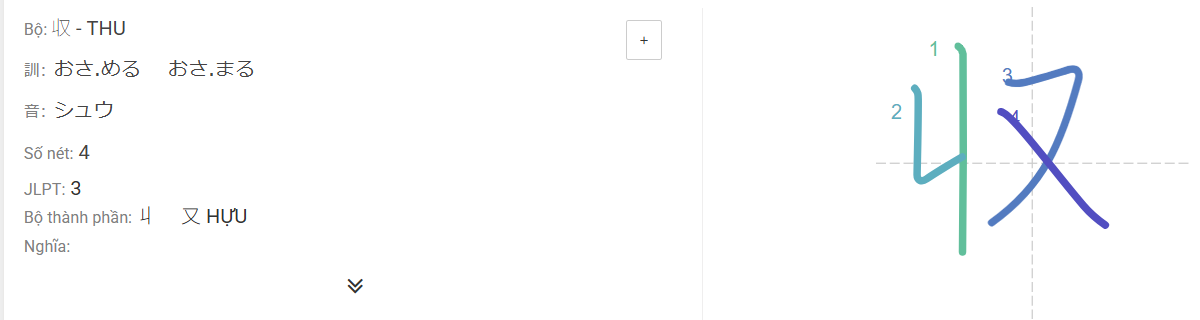 Bộ: 収 - THU
+
訓: おさ.める おさ.まる
音: シュウ
Số nét: 4
JLPT: 3
Bộ thành phần: 丩 又 HỰU
Nghĩa:
1
2
3
4